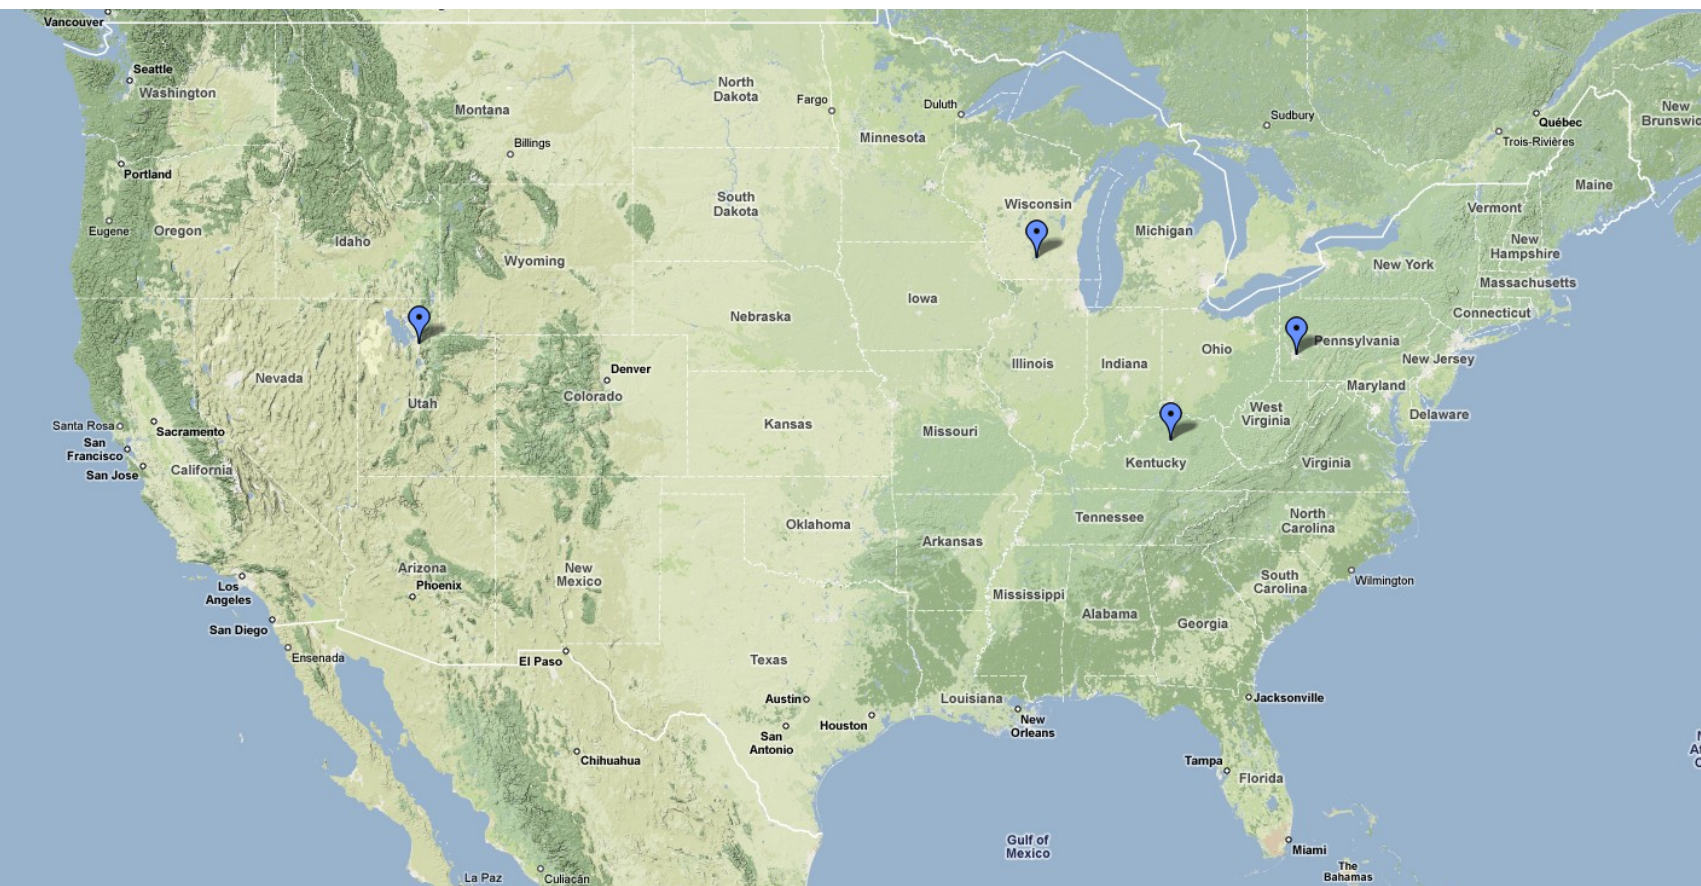 Vancouver
Seattle
Washington
Montana
North
Dakota
Fargo
Duluth
Minnesota
Sudbury
Québec
Trois-Rivières
New
Brunswic
Billings
Portland
Maine
South
Dakota
Wisconsin
Vermont
Eugene
Oregon
Idaho
Michigan
New
Hampshire
Wyoming
New York
Massachusetts
Iowa
Nebraska
Connecticut
Pennsylvania
Ohio
Illinois
Indiana
New Jersey
Denver
Colorado
Nevada
Utah
Maryland
West
Virginia
Delaware
Santa Rosa
Sacramento
San
Francisco
San Jose
California
Kansas
Missouri
Kentucky
Virginia
Oklahoma
Tennessee
North
Carolina
Arkansas
Arizona
Phoenix
New
Mexico
Los
Angeles
South
Carolina
Wilmington
Mississippi
Alabama
Georgia
San Diego
Ensenada
El Paso
Texas
Austin
Houston
San
Antonio
Louisiana
New
Orleans
Jacksonville
Chihuahua
Tampa
Florida
Gulf of
Mexico
Miami
The
Bahamas
La Paz
Culiacán